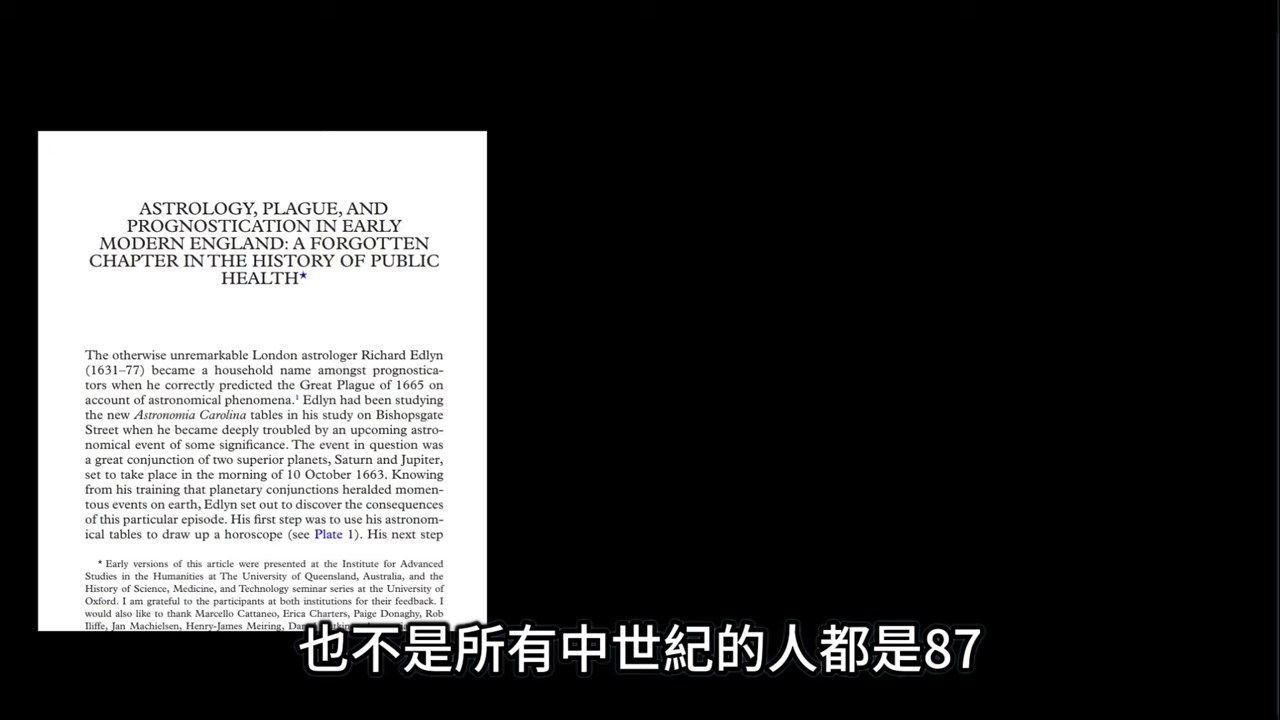 ASTROLOGY, PLAGUE, AND
PROGNOSTICATION IN EARLY
MODERN ENGLAND: A FORGOTTEN
CHAPTER IN THE HISTORY OF PUBLIC
HEALTH★
The otherwise unremarkable London astrologer Richard Edlyn
(1631–77) became a household name amongst prognostica-
tors when he correctly predicted the Great Plague of 1665 on
account of astronomical phenomena.¹ Edlyn had been studying
the new Astronomia Carolina tables in his study on Bishopsgate
Street when he became deeply troubled by an upcoming astro-
nomical event of some significance. The event in question was
a great conjunction of two superior planets, Saturn and Jupiter,
set to take place in the morning of 10 October 1663. Knowing
from his training that planetary conjunctions heralded momen-
tous events on earth, Edlyn set out to discover the consequences
of this particular episode. His first step was to use his astronom-
ical tables to draw up a horoscope (see Plate 1). His next step
* Early versions of this article were presented at the Institute for Advanced
Studies in the Humanities at The University of Queensland, Australia, and the
History of Science, Medicine, and Technology seminar series at the University of
Oxford. I am grateful to the participants at both institutions for their feedback. I
would also like to thank Marcello Cattaneo, Erica Charters, Paige Donaghy, Rob
Iliffe, Jan Machielsen, Henry-James Meiring,
也不是所有中世紀的人都是87